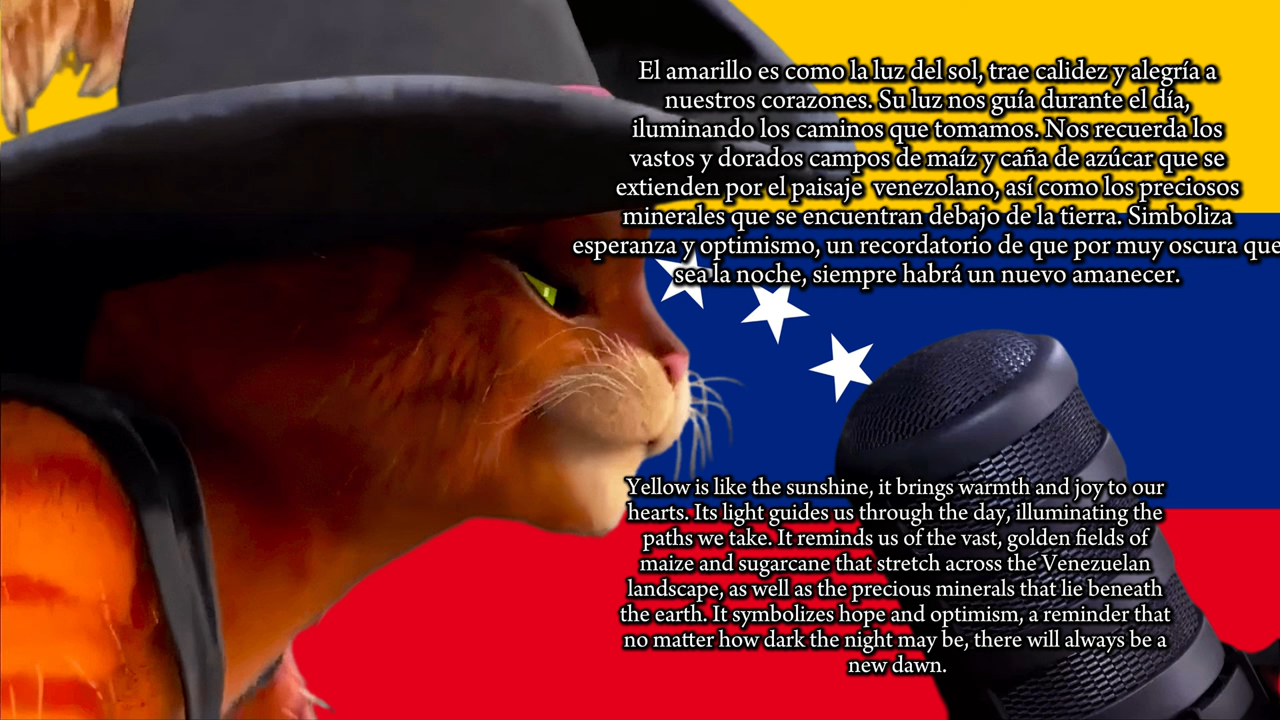 El amarillo es como la luz del sol, trae calidez y alegría a
nuestros corazones. Su luz nos guía durante el día,
iluminando los caminos que tomamos. Nos recuerda los
vastos y dorados campos de maíz y caña de azúcar que se
extienden por el paisaje venezolano, así como los preciosos
minerales que se encuentran debajo de la tierra. Simboliza
esperanza y optimismo, un recordatorio de que por muy oscura que
sea la noche, siempre habrá un nuevo amanecer.
Yellow is like the sunshine, it brings warmth and joy to our
hearts. Its light guides us through the day, illuminating the
paths we take. It reminds us of the vast, golden fields of
maize and sugarcane that stretch across the Venezuelan
landscape, as well as the precious minerals that lie beneath
the earth. It symbolizes hope and optimism, a reminder that
no matter how dark the night may be, there will always be a
new dawn.